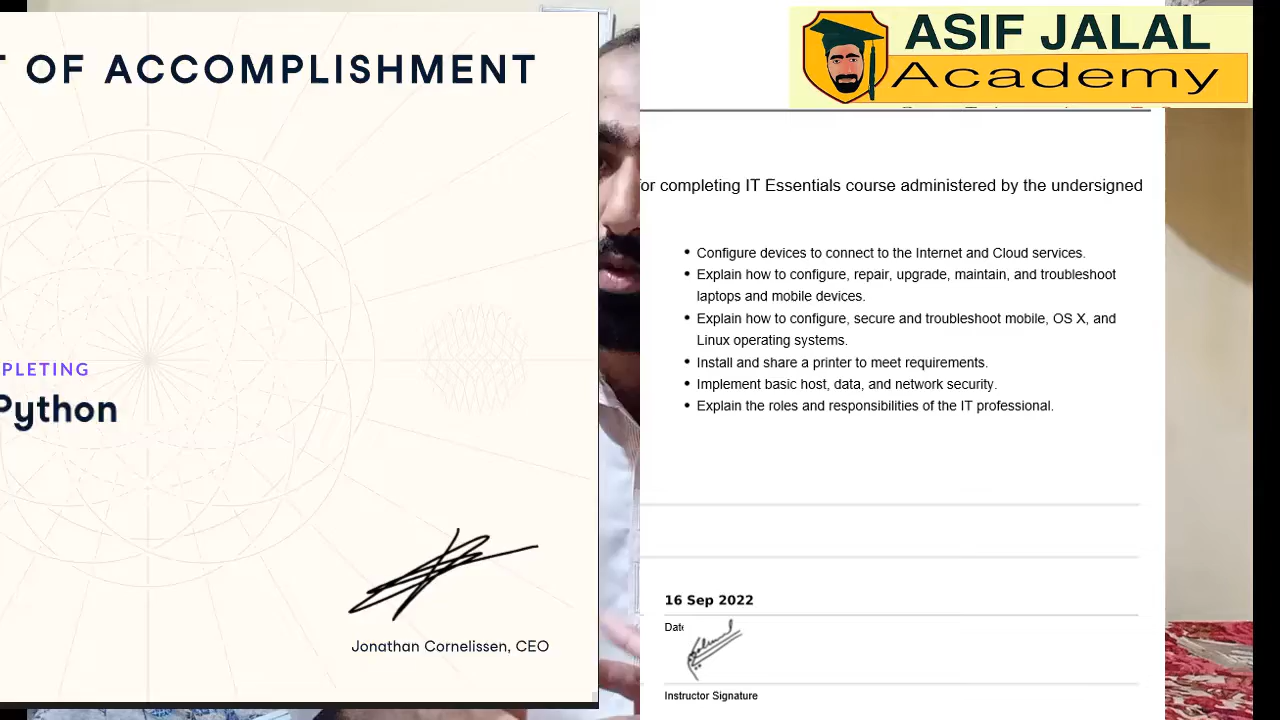 T OF ACCOMPLISHMENT
PLETING
Python
Jonathan Cornelissen, CEO
ASIF JALAL
Academy
or completing IT Essentials course administered by the undersigned
• Configure devices to connect to the Internet and Cloud services.
• Explain how to configure, repair, upgrade, maintain, and troubleshoot
laptops and mobile devices.
• Explain how to configure, secure and troubleshoot mobile, OS X, and
Linux operating systems.
• Install and share a printer to meet requirements.
• Implement basic host, data, and network security.
• Explain the roles and responsibilities of the IT professional.
16 Sep 2022
Date
Instructor Signature